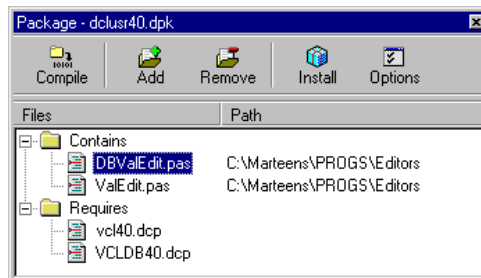 Package - dclusr40.dpk
Compile Add Remove Install Options
Files Path
Contains
DBValEdit.pas C:\Marteens\PROGS\Editors
ValEdit.pas C:\Marteens\PROGS\Editors
Requires
vcl40.dcp
VCLDB40.dcp